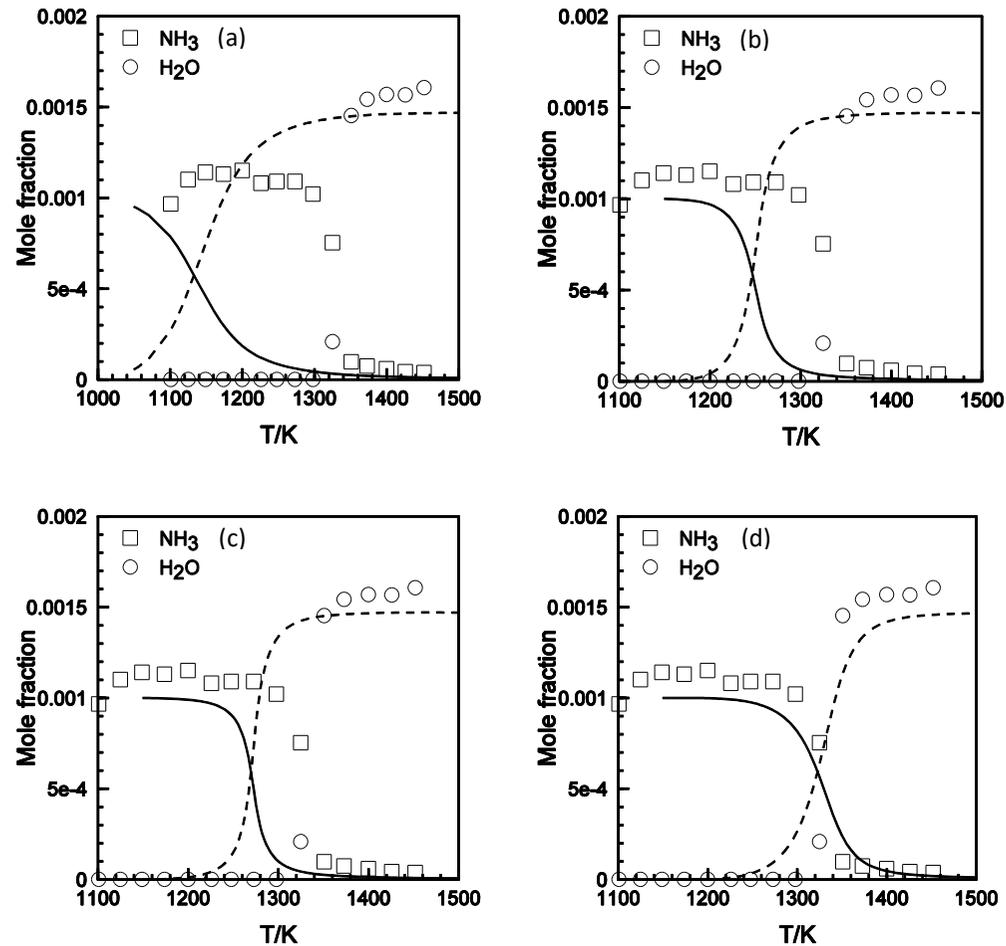 0.002
NH3 (a)
H2O
0.0015
0.001
5e-4
0
Mole fraction
1000 1100 1200 1300 1400 1500
T/K
0.002
NH3 (b)
H2O
0.0015
0.001
5e-4
0
Mole fraction
1100 1200 1300 1400 1500
T/K
0.002
NH3 (c)
H2O
0.0015
0.001
5e-4
0
Mole fraction
1100 1200 1300 1400 1500
T/K
0.002
NH3 (d)
H2O
0.0015
0.001
5e-4
0
Mole fraction
1100 1200 1300 1400 1500
T/K